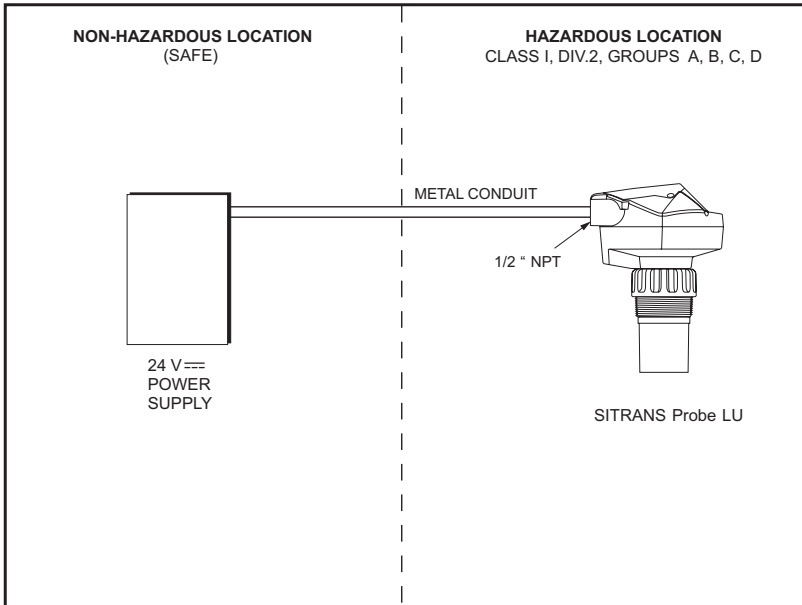 NON-HAZARDOUS LOCATION
(SAFE)
HAZARDOUS LOCATION
CLASS I, DIV.2, GROUPS A, B, C, D
METAL CONDUIT
1/2 “ NPT
24 V⎓
POWER
SUPPLY
SITRANS Probe LU